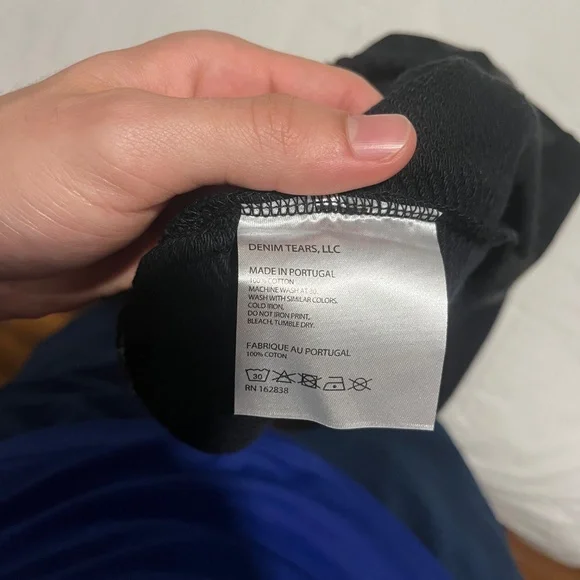 DENIM TEARS, LLC
MADE IN PORTUGAL
100% COTTON
MACHINE WASH AT 30.
WASH WITH SIMILAR COLORS.
COLD IRON.
DO NOT IRON PRINT,
BLEACH, TUMBLE DRY.
FABRIQUE AU PORTUGAL
100% COTTON
30
RN 162838